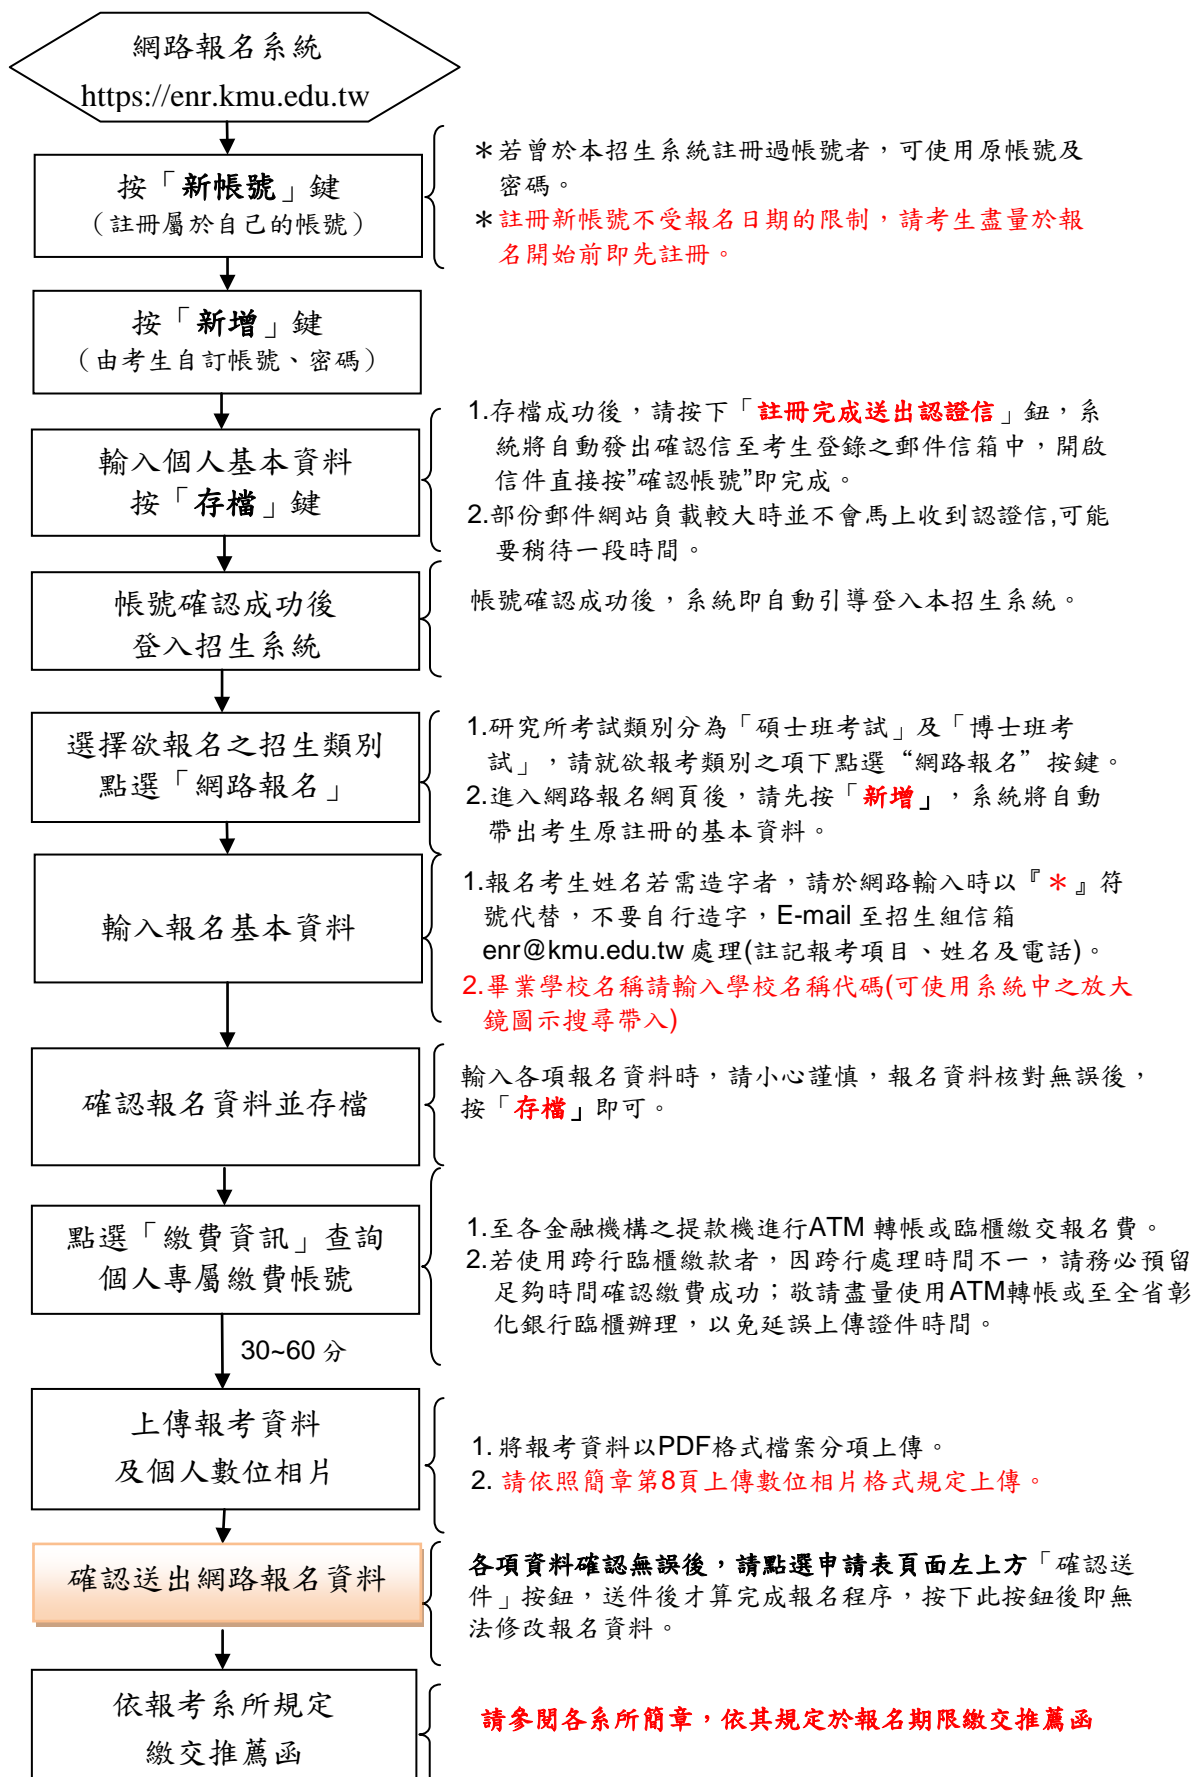 網路報名系統
https://enr.kmu.edu.tw
按「新帳號」鍵
（註冊屬於自己的帳號）
＊若曾於本招生系統註冊過帳號者，可使用原帳號及
密碼。
＊註冊新帳號不受報名日期的限制，請考生盡量於報
名開始前即先註冊。
按「新增」鍵
（由考生自訂帳號、密碼）
輸入個人基本資料
按「存檔」鍵
1.存檔成功後，請按下「註冊完成送出認證信」鈕，系
統將自動發出確認信至考生登錄之郵件信箱中，開啟
信件直接按”確認帳號”即完成。
2.部份郵件網站負載較大時並不會馬上收到認證信,可能
要稍待一段時間。
帳號確認成功後
登入招生系統
帳號確認成功後，系統即自動引導登入本招生系統。
選擇欲報名之招生類別
點選「網路報名」
1.研究所考試類別分為「碩士班考試」及「博士班考
試」，請就欲報考類別之項下點選“網路報名”按鍵。
2.進入網路報名網頁後，請先按「新增」，系統將自動
帶出考生原註冊的基本資料。
輸入報名基本資料
1.報名考生姓名若需造字者，請於網路輸入時以『＊』符
號代替，不要自行造字，E-mail 至招生組信箱
enr@kmu.edu.tw 處理(註記報考項目、姓名及電話)。
2.畢業學校名稱請輸入學校名稱代碼(可使用系統中之放大
鏡圖示搜尋帶入)
確認報名資料並存檔
輸入各項報名資料時，請小心謹慎，報名資料核對無誤後，
按「存檔」即可。
點選「繳費資訊」查詢
個人專屬繳費帳號
1.至各金融機構之提款機進行ATM 轉帳或臨櫃繳交報名費。
2.若使用跨行臨櫃繳款者，因跨行處理時間不一，請務必預留
足夠時間確認繳費成功；敬請盡量使用ATM轉帳或至全省彰
化銀行臨櫃辦理，以免延誤上傳證件時間。
30~60 分
上傳報考資料
及個人數位相片
1. 將報考資料以PDF格式檔案分項上傳。
2. 請依照簡章第8頁上傳數位相片格式規定上傳。
確認送出網路報名資料
各項資料確認無誤後，請點選申請表頁面左上方「確認送
件」按鈕，送件後才算完成報名程序，按下此按鈕後即無
法修改報名資料。
依報考系所規定
繳交推薦函
請參閱各系所簡章，依其規定於報名期限繳交推薦函